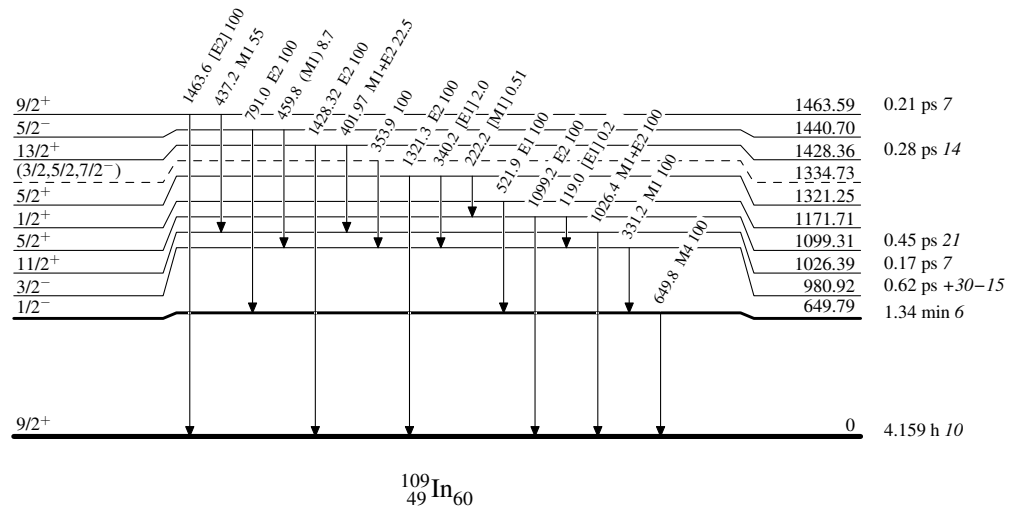 1463.6 [E2] 100
437.2 M1 55
791.0 E2 100
459.8 (M1) 8.7
1428.32 E2 100
401.97 M1+E2 22.5
353.9 100
1321.3 E2 100
340.2 [E1] 2.0
222.2 [M1] 0.51
521.9 E1 100
1099.2 E2 100
119.0 [E1] 0.2
1026.4 M1+E2 100
331.2 M1 100
649.8 M4 100
9/2+ 1463.59 0.21 ps 7
5/2− 1440.70
13/2+ 1428.36 0.28 ps 14
(3/2,5/2,7/2−) 1334.73
5/2+ 1321.25
1/2+ 1171.71
5/2+ 1099.31 0.45 ps 21
11/2+ 1026.39 0.17 ps 7
3/2− 980.92 0.62 ps +30−15
1/2− 649.79 1.34 min 6
9/2+ 0 4.159 h 10
109 49 In 60